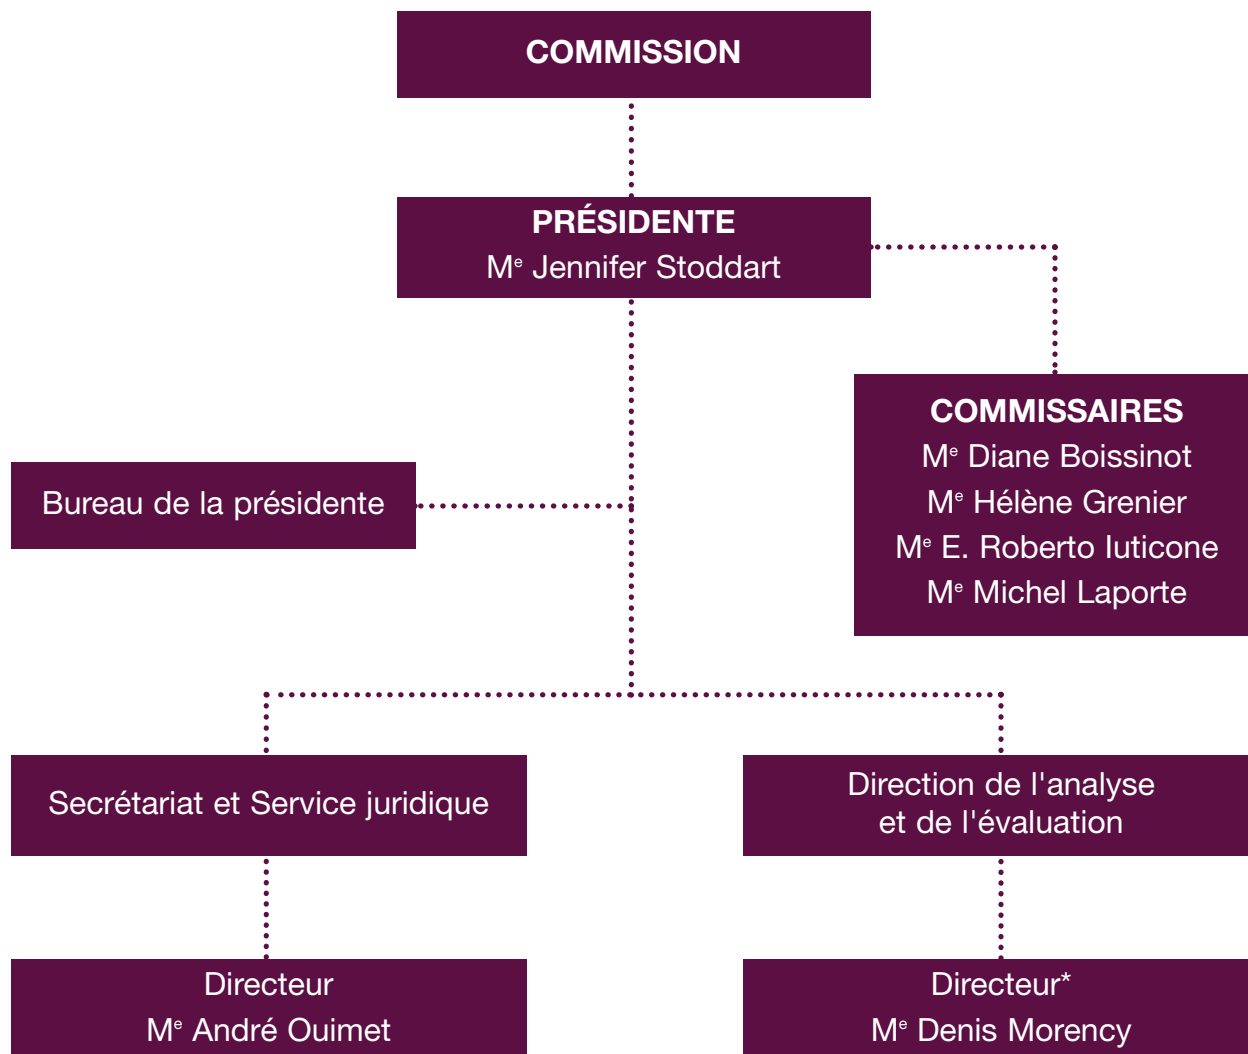 COMMISSION
PRÉSIDENTE
Mᵉ Jennifer Stoddart
COMMISSAIRES
Mᵉ Diane Boissinot
Mᵉ Hélène Grenier
Mᵉ E. Roberto Iuticone
Mᵉ Michel Laporte
Bureau de la présidente
Secrétariat et Service juridique
Direction de l'analyse
et de l'évaluation
Directeur
Mᵉ André Ouimet
Directeur*
Mᵉ Denis Morency